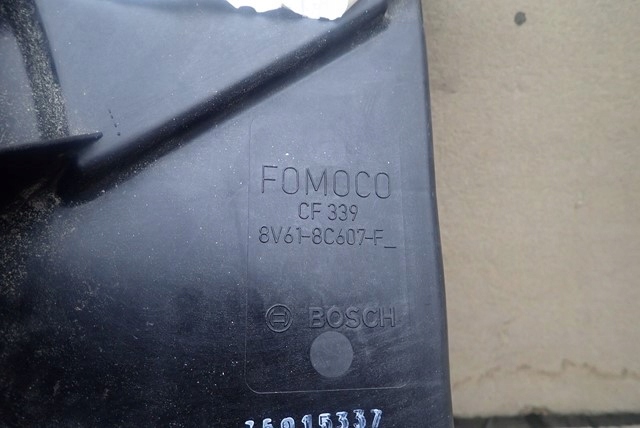 FOMOCO
CF 339
8V61-8C607-F_
BOSCH